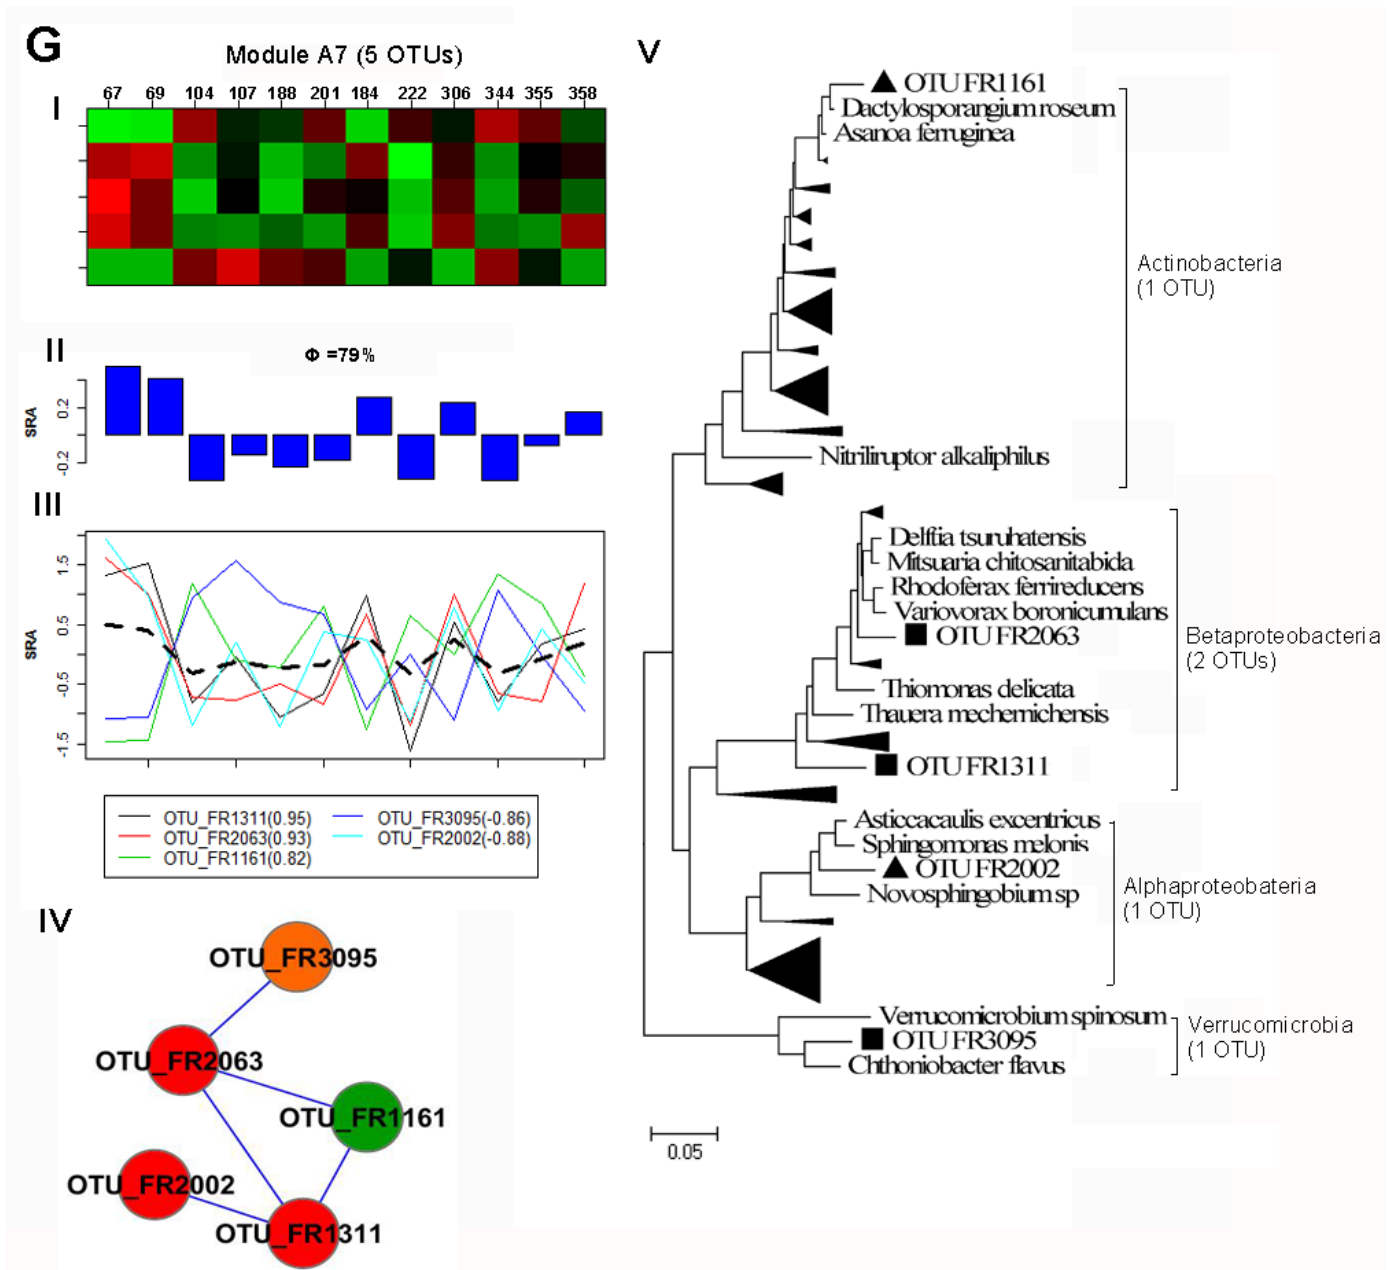 G
Module A7 (5 OTUs)
I
67 69 104 107 188 201 184 222 306 344 355 358
II
Φ =79%
SRA
0.2
-0.2
III
SRA
1.5
0.5
-0.5
-1.5
OTU_FR1311(0.95)
OTU_FR2063(0.93)
OTU_FR1161(0.82)
OTU_FR3095(-0.86)
OTU_FR2002(-0.88)
IV
OTU_FR3095
OTU_FR2063
OTU_FR1161
OTU_FR2002
OTU_FR1311
V
OTU FR1161
Dactylosporangium roseum
Asanoa ferruginea
Nitriliruptor alkaliphilus
Actinobacteria
(1 OTU)
Delftia tsuruhatensis
Mitsuaria chitosanitabida
Rhodoferax ferrireducens
Variovorax boronicumulans
OTU FR2063
Thiomonas delicata
Thauera mechernichensis
OTU FR1311
Betaproteobacteria
(2 OTUs)
Asticcacaulis excentricus
Sphingomonas melonis
OTU FR2002
Novosphingobium sp
Alphaproteobateria
(1 OTU)
Verrucomicrobium spinosum
OTU FR3095
Chthoniobacter flavus
Verrucomicrobia
(1 OTU)
0.05